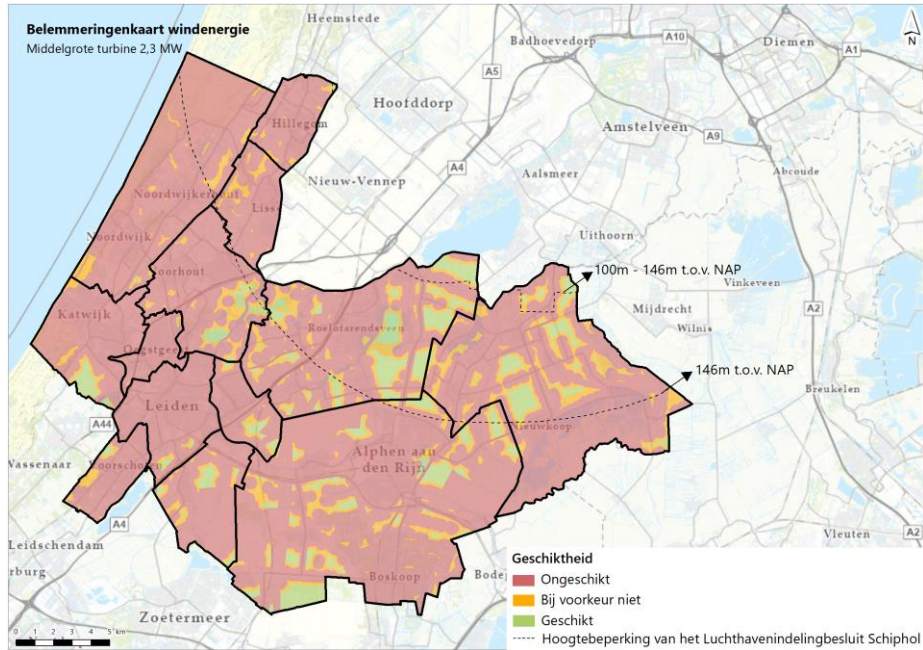 Belemmeringenkaart windenergie
Middelgrote turbine 2,3 MW
Heemstede
Badhoevedorp
A10
Diemen
A1
N
A5
Hoofddorp
Hillegom
Amstelveen
A9
A4
Abcoude
Nieuw-Vennep
Aalsmeer
Noordwijkerhout
Lisse
Noordwijk
Uithoorn
100m - 146m t.o.v. NAP
Vinkeveen
Voorhout
A2
Mijdrecht
Katwijk
Roelofarendsveen
Wilnis
Oegstgeest
146m t.o.v. NAP
Breukelen
Leiden
A44
Nieuwkoop
Alphen aan
den Rijn
Wassenaar
Voorschoten
A4
Vleuten
A2
Leidschendam
rburg
Geschiktheid
Ongeschikt
Boskoop
Bode
Bij voorkeur niet
Zoetermeer
Geschikt
Hoogtebeperking van het Luchthavenindelingbesluit Schiphol
0 1 2 3 4 5 km